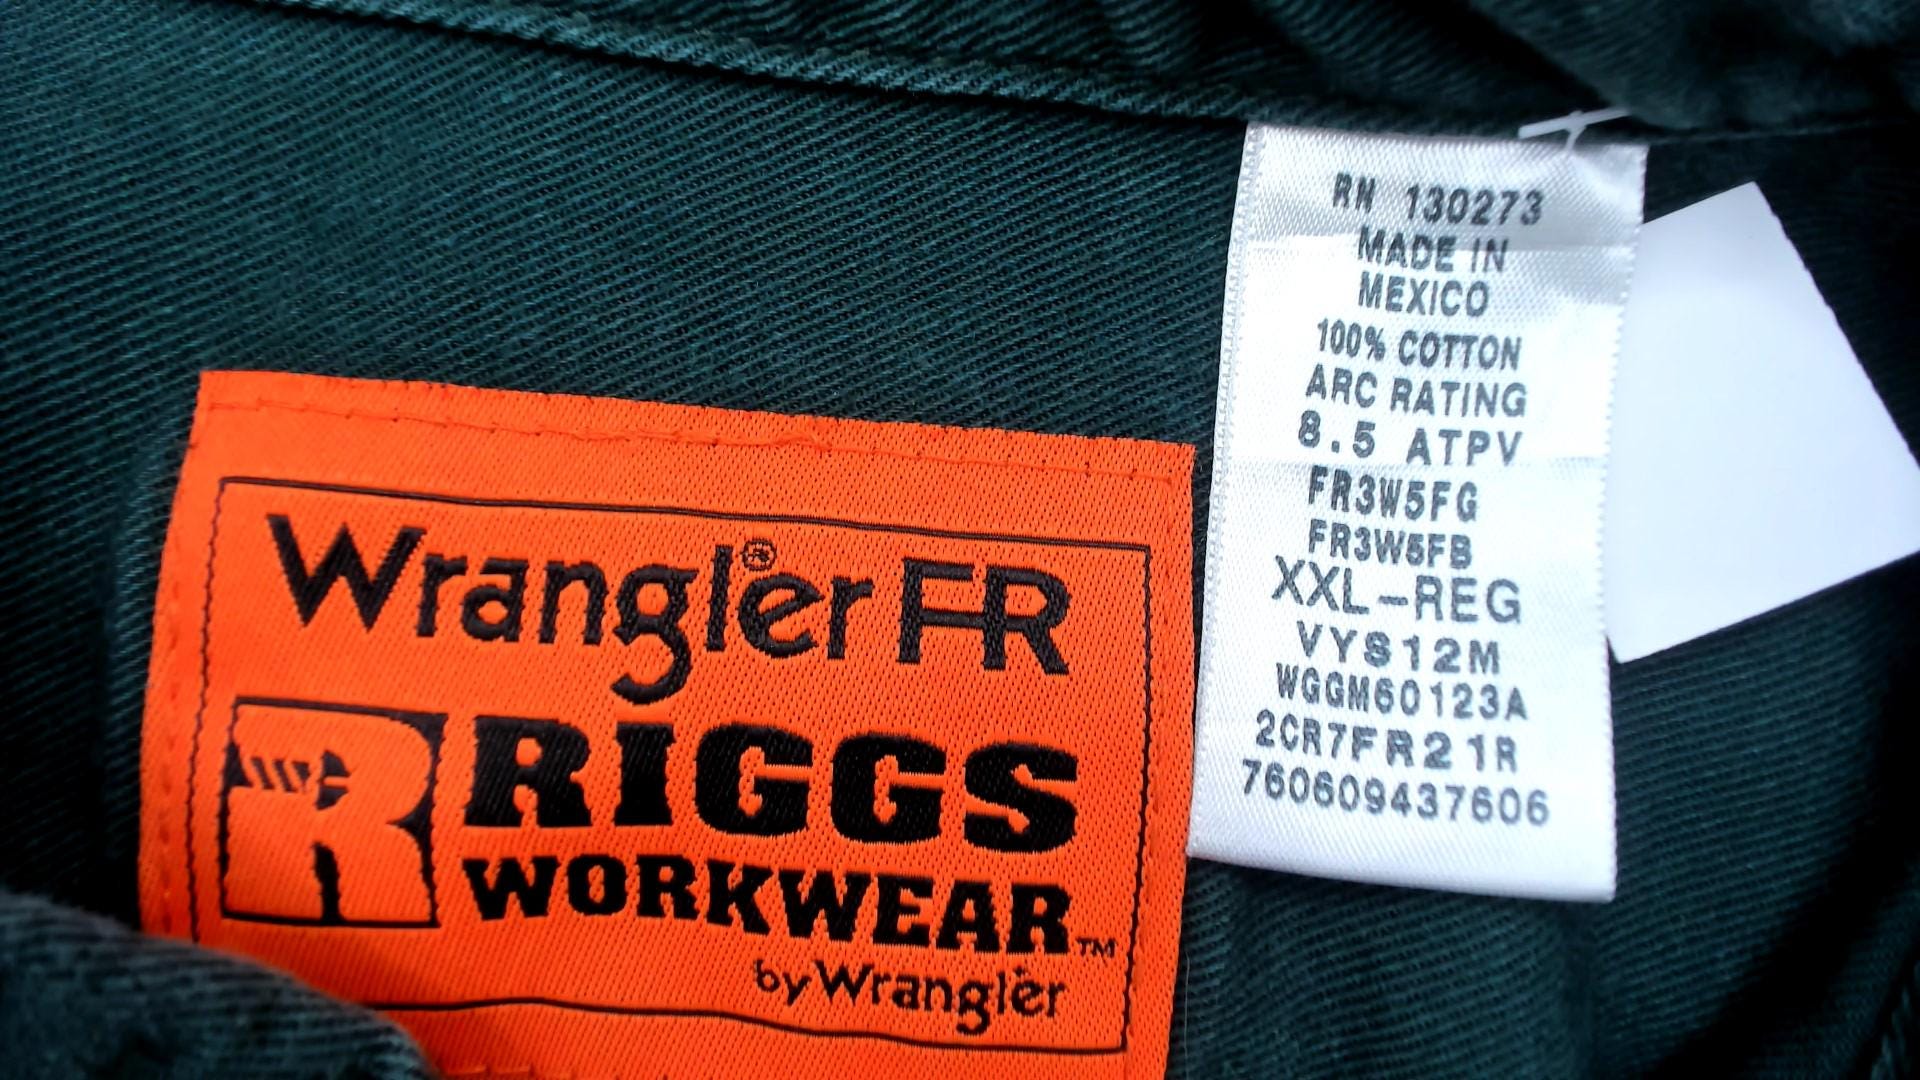 Wrangler® FR
RIGGS
WORKWEAR™
by Wrangler
RN 130273
MADE IN
MEXICO
100% COTTON
ARC RATING
8.5 ATPV
FR3W5FG
FR3W5FB
XXL-REG
VYS12M
WGGM60123A
2CR7FR21R
760609437606